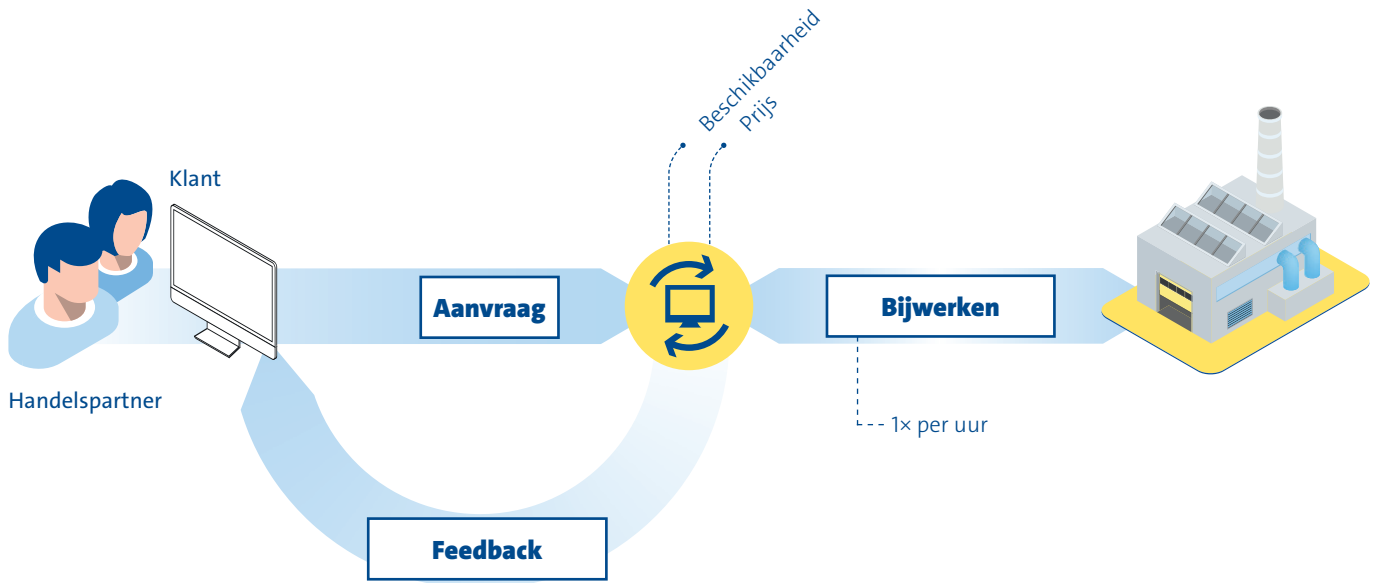 Beschikbaarheid
Prijs
Klant
Aanvraag
Bijwerken
Handelspartner
1× per uur
Feedback